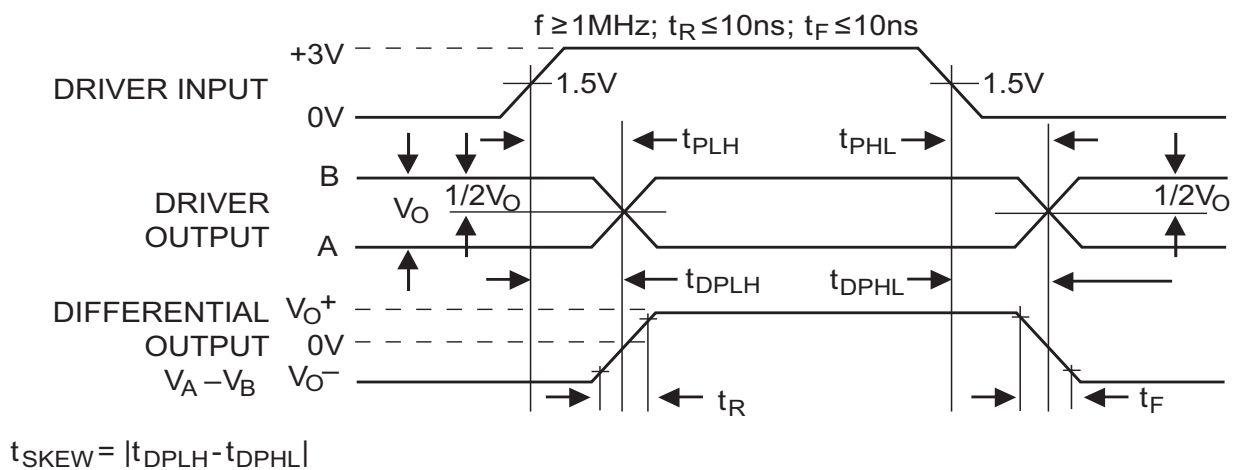 f ≥1MHz; tR ≤10ns; tF ≤10ns
+3V
DRIVER INPUT
1.5V
1.5V
0V
tPLH
tPHL
B
DRIVER
OUTPUT
VO
1/2VO
1/2VO
A
tDPLH
tDPHL
DIFFERENTIAL
OUTPUT
VA –VB
VO+
0V
VO–
tR
tF
tSKEW = |tDPLH - tDPHL|